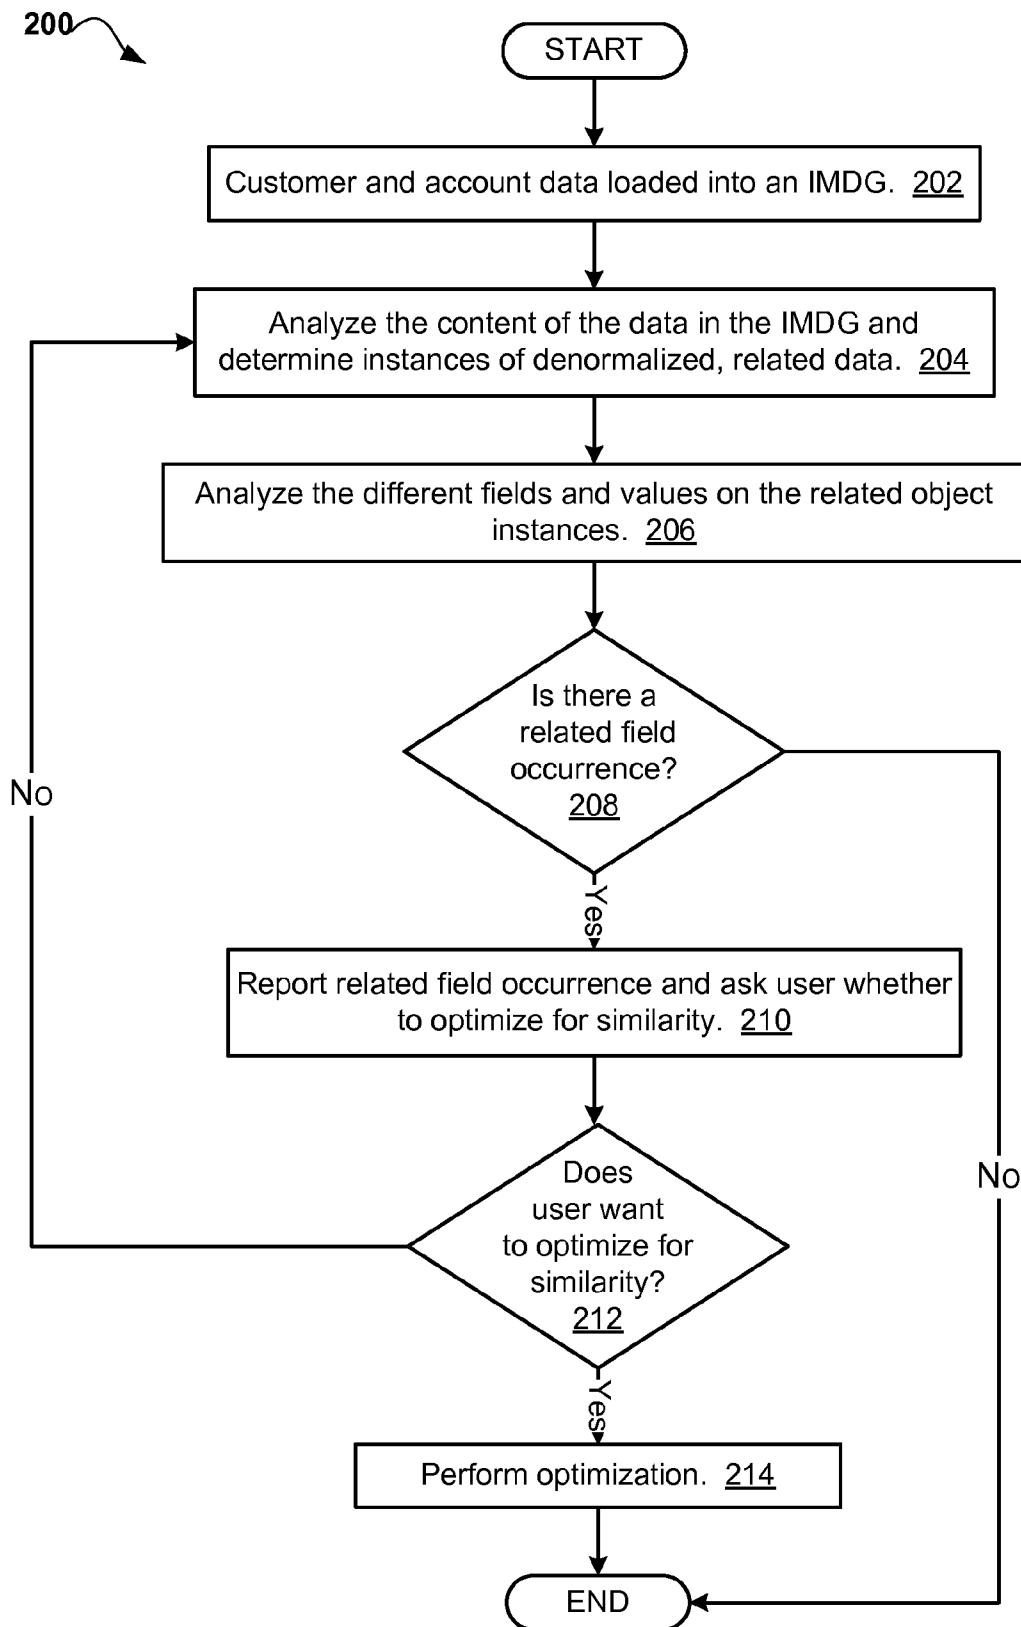 200
START
Customer and account data loaded into an IMDG. 202
Analyze the content of the data in the IMDG and
determine instances of denormalized, related data. 204
Analyze the different fields and values on the related object
instances. 206
Is there a
related field
occurrence?
208
No
Yes
Report related field occurrence and ask user whether
to optimize for similarity. 210
Does
user want
to optimize for
similarity?
212
No
Yes
Perform optimization. 214
END